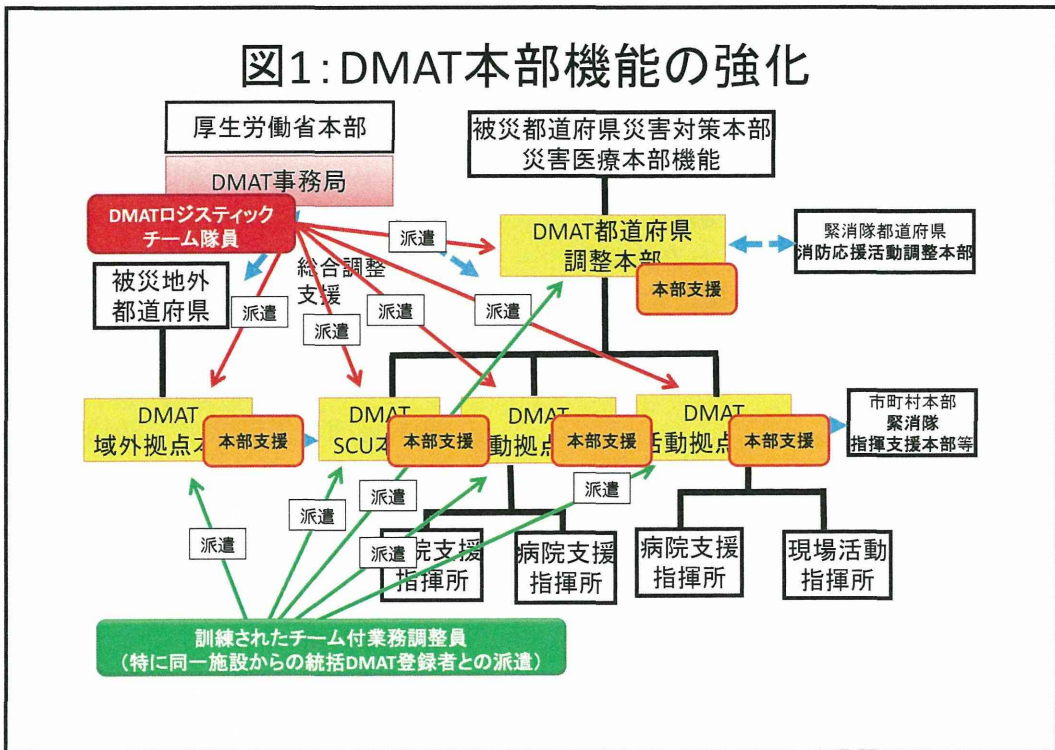 図1:DMAT本部機能の強化
厚生労働省本部
DMAT事務局
DMATロジスティック
チーム隊員
被災地外
都道府県
総合調整
支援
被災都道府県災害対策本部
災害医療本部機能
DMAT都道府県
調整本部
本部支援
緊消隊都道府県
消防応援活動調整本部
派遣
派遣
派遣
派遣
派遣
DMAT
域外拠点本
本部支援
DMAT
SCU本
本部支援
DMAT
動拠点
本部支援
DMAT
活動拠点
本部支援
市町村本部
緊消隊
指揮支援本部等
派遣
派遣
派遣
派遣
派遣
院支援
指揮所
病院支援
指揮所
病院支援
指揮所
現場活動
指揮所
訓練されたチーム付業務調整員
(特に同一施設からの統括DMAT登録者との派遣)